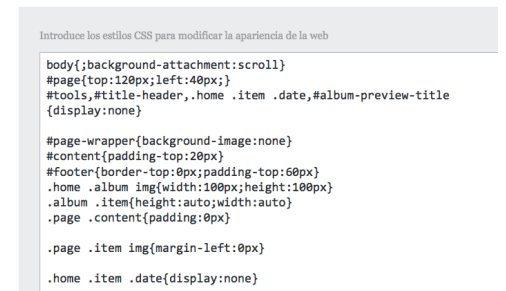 Introduce los estilos CSS para modificar la apariencia de la web
body{;background-attachment:scroll}
#page{top:120px;left:40px;}
#tools,#title-header,.home .item .date,#album-preview-title
{display:none}
#page-wrapper{background-image:none}
#content{padding-top:20px}
#footer{border-top:0px;padding-top:60px}
.home .album img{width:100px;height:100px}
.album .item{height:auto;width:auto}
.page .content{padding:0px}
.page .item img{margin-left:0px}
.home .item .date{display:none}